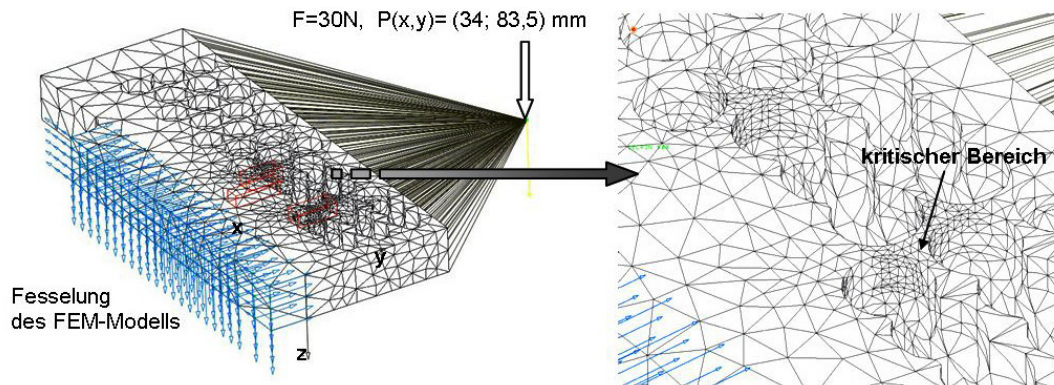 F=30N, P(x,y)= (34; 83,5) mm
kritischer Bereich
x
y
Fesselung
des FEM-Modells
z